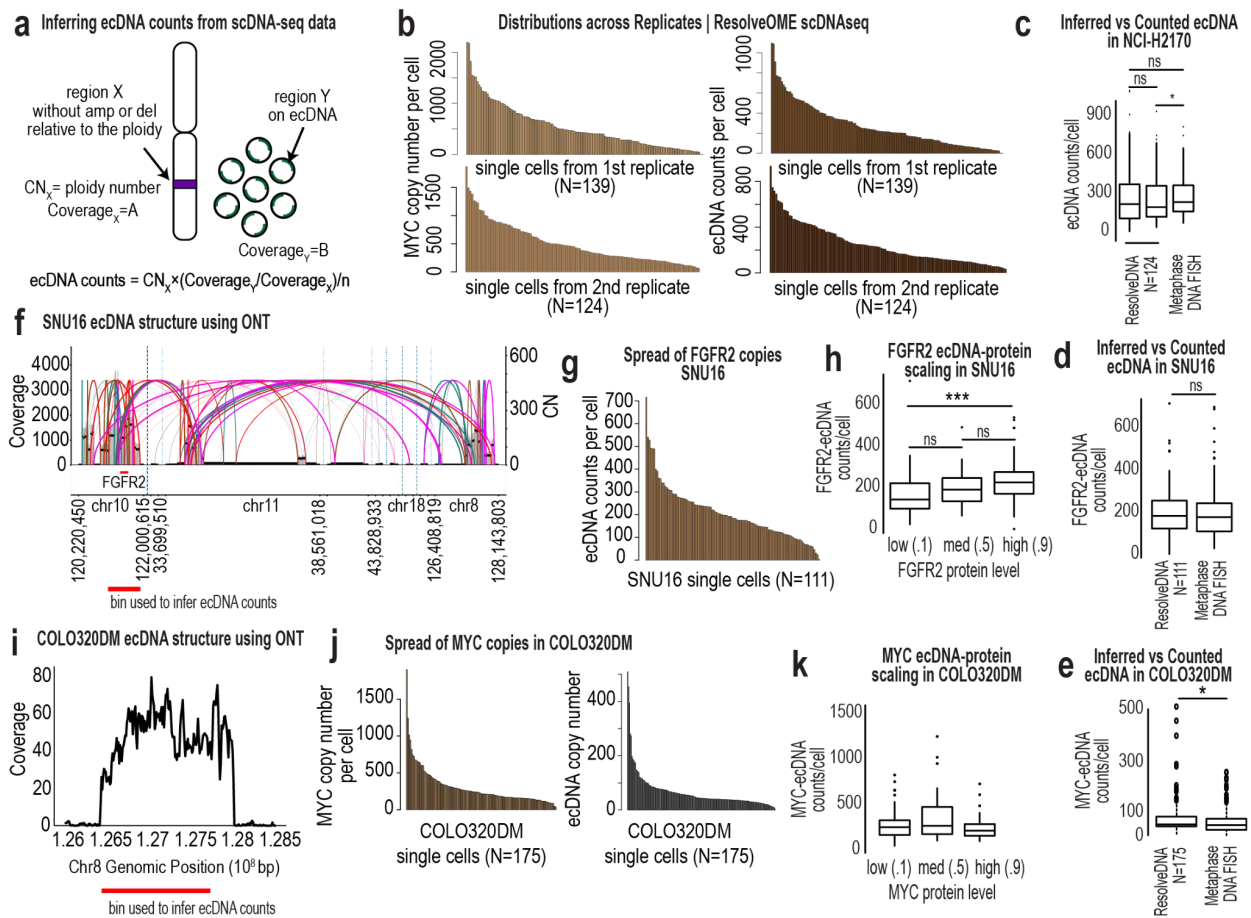 a Inferring ecDNA counts from scDNA-seq data
region X
without amp or del
relative to the ploidy
region Y
on ecDNA
CNX= ploidy number
CoverageX=A
CoverageY=B
ecDNA counts = CNX×(CoverageY/CoverageX)/n
b Distributions across Replicates | ResolveOME scDNAseq
MYC copy number per cell
2000
1000
0
single cells from 1st replicate
(N=139)
1500
1000
500
0
single cells from 2nd replicate
(N=124)
ecDNA counts per cell
1000
600
200
0
single cells from 1st replicate
(N=139)
800
400
0
single cells from 2nd replicate
(N=124)
c Inferred vs Counted ecDNA
in NCI-H2170
ns
ns
*
ecDNA counts/cell
900
600
300
0
ResolveDNA
N=124
Metaphase
DNA FISH
f SNU16 ecDNA structure using ONT
Coverage
4000
3000
2000
1000
0
600
300
0
CN
FGFR2
chr10
chr11
chr18
chr8
120,220,450
122,000,615
33,699,510
38,561,018
43,828,933
126,408,819
128,143,803
bin used to infer ecDNA counts
g Spread of FGFR2 copies
SNU16
ecDNA counts per cell
700
600
500
400
300
200
100
0
SNU16 single cells (N=111)
h FGFR2 ecDNA-protein
scaling in SNU16
FGFR2-ecDNA
counts/cell
600
400
200
0
***
ns
ns
low (.1)
med (.5)
high (.9)
FGFR2 protein level
d Inferred vs Counted
ecDNA in SNU16
ns
FGFR2-ecDNA
counts/cell
600
400
200
0
ResolveDNA
N=111
Metaphase
DNA FISH
i COLO320DM ecDNA structure using ONT
Coverage
80
60
40
20
0
1.26
1.265
1.27
1.275
1.28
1.285
Chr8 Genomic Position (10⁸ bp)
bin used to infer ecDNA counts
j Spread of MYC copies in COLO320DM
MYC copy number
per cell
1500
1000
500
0
COLO320DM
single cells (N=175)
ecDNA copy number
400
200
0
COLO320DM
single cells (N=175)
k MYC ecDNA-protein
scaling in COLO320DM
MYC-ecDNA
counts/cell
1500
1000
500
0
low (.1)
med (.5)
high (.9)
MYC protein level
e Inferred vs Counted
ecDNA in COLO320DM
*
MYC-ecDNA
counts/cell
500
300
100
0
ResolveDNA
N=175
Metaphase
DNA FISH